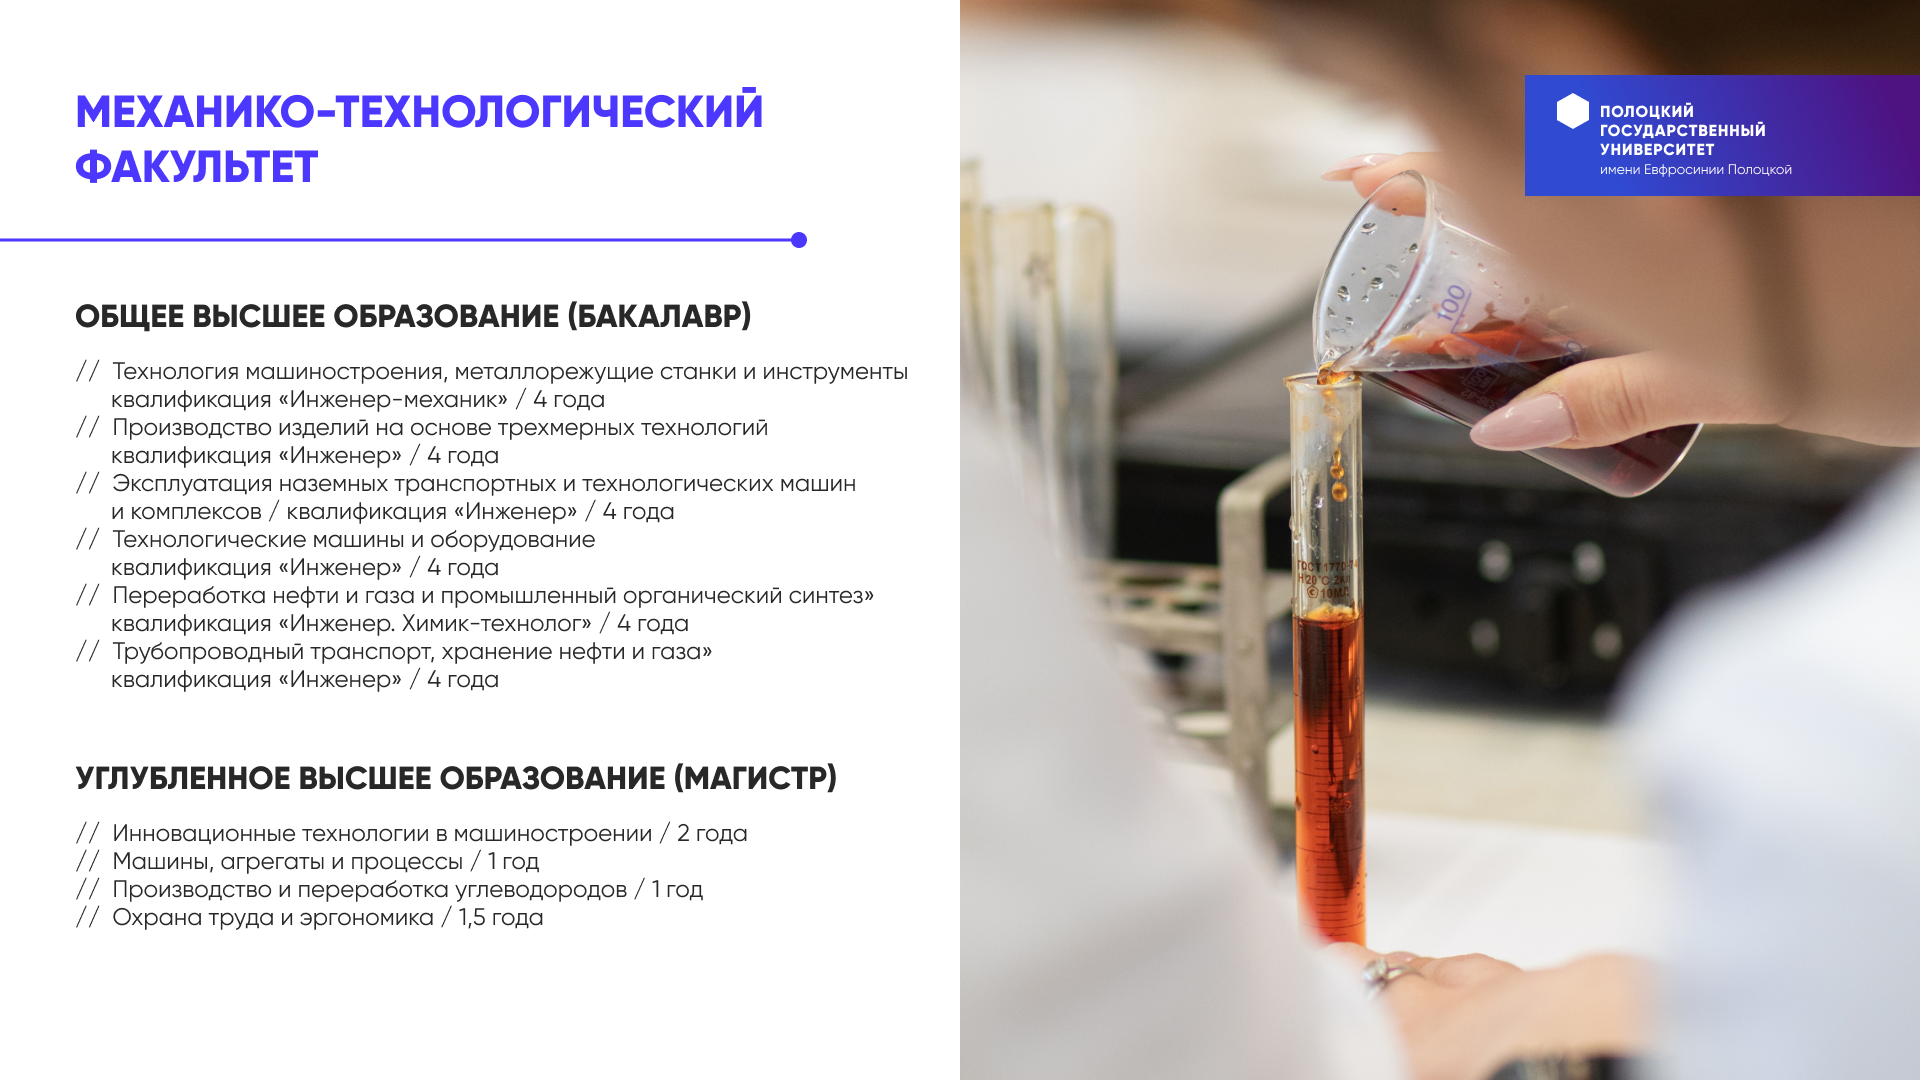 МЕХАНИКО-ТЕХНОЛОГИЧЕСКИЙ
ФАКУЛЬТЕТ
ОБЩЕЕ ВЫСШЕЕ ОБРАЗОВАНИЕ (БАКАЛАВР)
// Технология машиностроения, металлорежущие станки и инструменты
квалификация «Инженер-механик» / 4 года
// Производство изделий на основе трехмерных технологий
квалификация «Инженер» / 4 года
// Эксплуатация наземных транспортных и технологических машин
и комплексов / квалификация «Инженер» / 4 года
// Технологические машины и оборудование
квалификация «Инженер» / 4 года
// Переработка нефти и газа и промышленный органический синтез»
квалификация «Инженер. Химик-технолог» / 4 года
// Трубопроводный транспорт, хранение нефти и газа»
квалификация «Инженер» / 4 года
УГЛУБЛЕННОЕ ВЫСШЕЕ ОБРАЗОВАНИЕ (МАГИСТР)
// Инновационные технологии в машиностроении / 2 года
// Машины, агрегаты и процессы / 1 год
// Производство и переработка углеводородов / 1 год
// Охрана труда и эргономика / 1,5 года
ПОЛОЦКИЙ
ГОСУДАРСТВЕННЫЙ
УНИВЕРСИТЕТ
имени Евфросинии Полоцкой
100